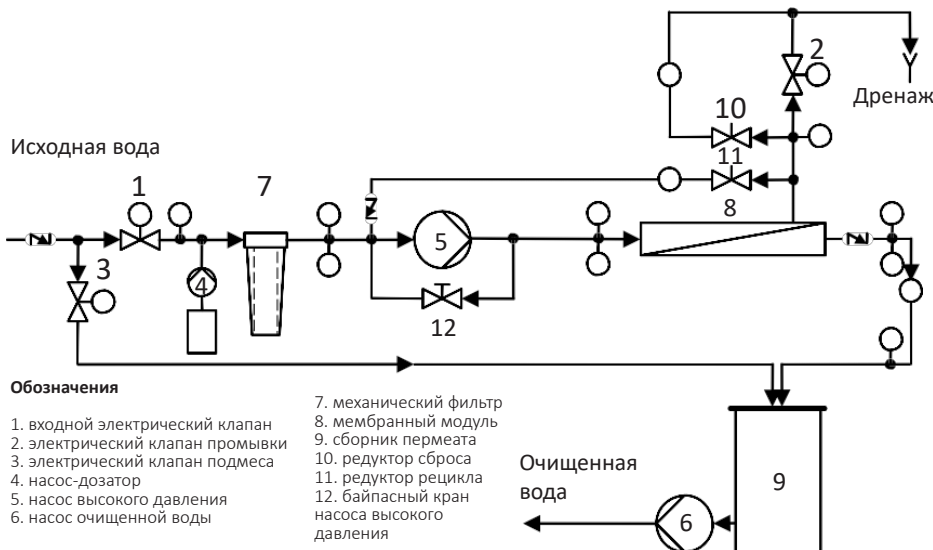 2
Дренаж
10
Исходная вода
11
1
7
8
5
3
4
12
Обозначения
1. входной электрический клапан
2. электрический клапан промывки
3. электрический клапан подмеса
4. насос-дозатор
5. насос высокого давления
6. насос очищенной воды
7. механический фильтр
8. мембранный модуль
9. сборник пермеата
10. редуктор сброса
11. редуктор рецикла
12. байпасный кран
насоса высокого
давления
Очищенная
вода
9
6